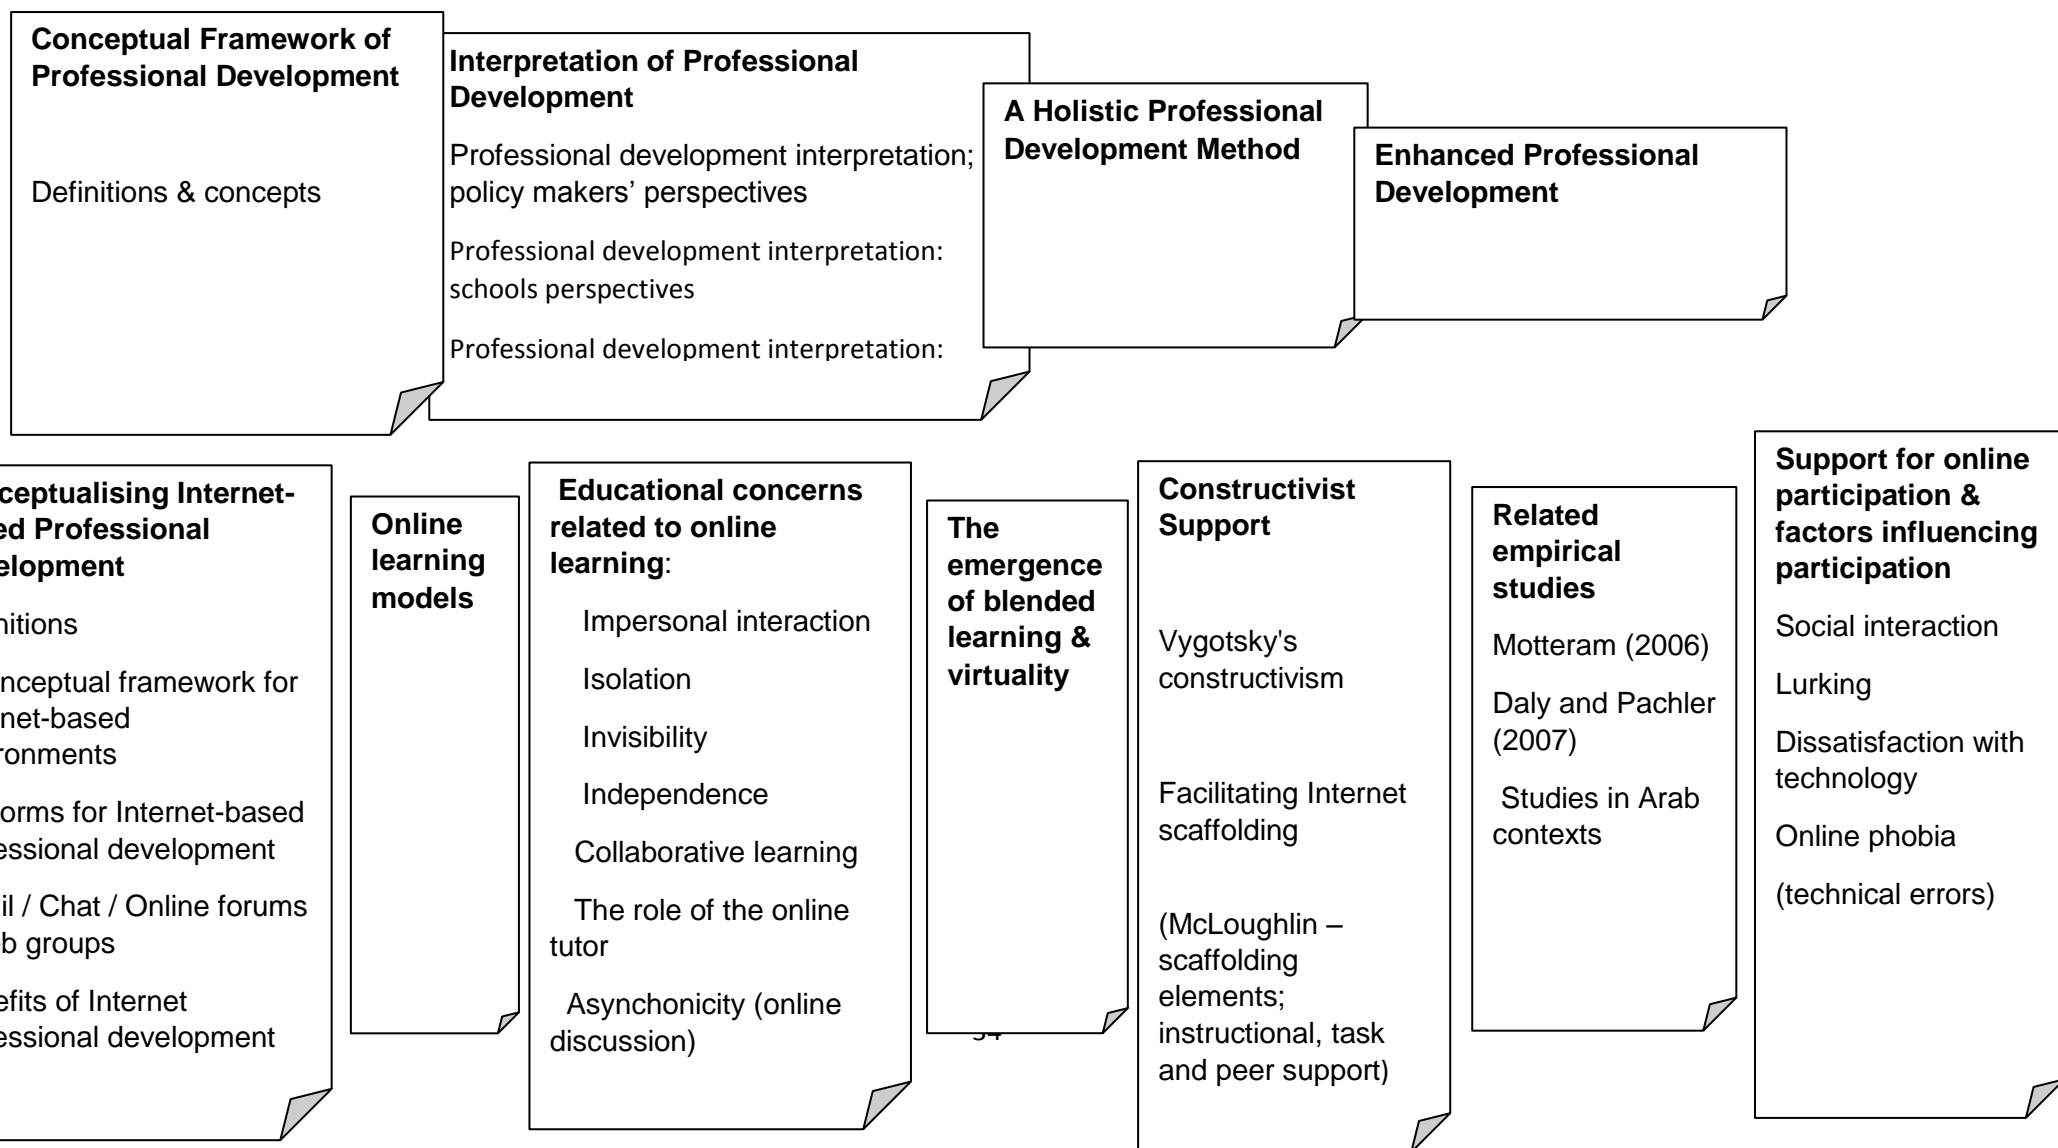 Conceptual Framework of
Professional Development
Definitions & concepts
Interpretation of Professional
Development
Professional development interpretation;
policy makers’ perspectives
Professional development interpretation:
schools perspectives
Professional development interpretation:
A Holistic Professional
Development Method
Enhanced Professional
Development
ceptualising Internet-
ed Professional
elopment
nitions
nceptual framework for
net-based
ronments
orms for Internet-based
essional development
il / Chat / Online forums
b groups
efits of Internet
essional development
Online
learning
models
Educational concerns
related to online
learning:
Impersonal interaction
Isolation
Invisibility
Independence
Collaborative learning
The role of the online
tutor
Asynchonicity (online
discussion)
The
emergence
of blended
learning &
virtuality
Constructivist
Support
Vygotsky's
constructivism
Facilitating Internet
scaffolding
(McLoughlin –
scaffolding
elements;
instructional, task
and peer support)
Related
empirical
studies
Motteram (2006)
Daly and Pachler
(2007)
Studies in Arab
contexts
Support for online
participation &
factors influencing
participation
Social interaction
Lurking
Dissatisfaction with
technology
Online phobia
(technical errors)